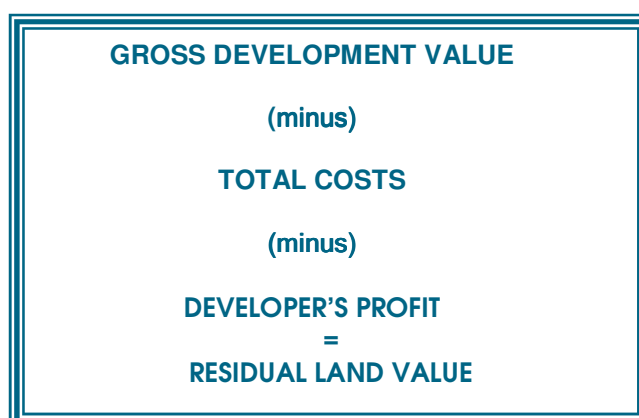 GROSS DEVELOPMENT VALUE
(minus)
TOTAL COSTS
(minus)
DEVELOPER’S PROFIT
=
RESIDUAL LAND VALUE